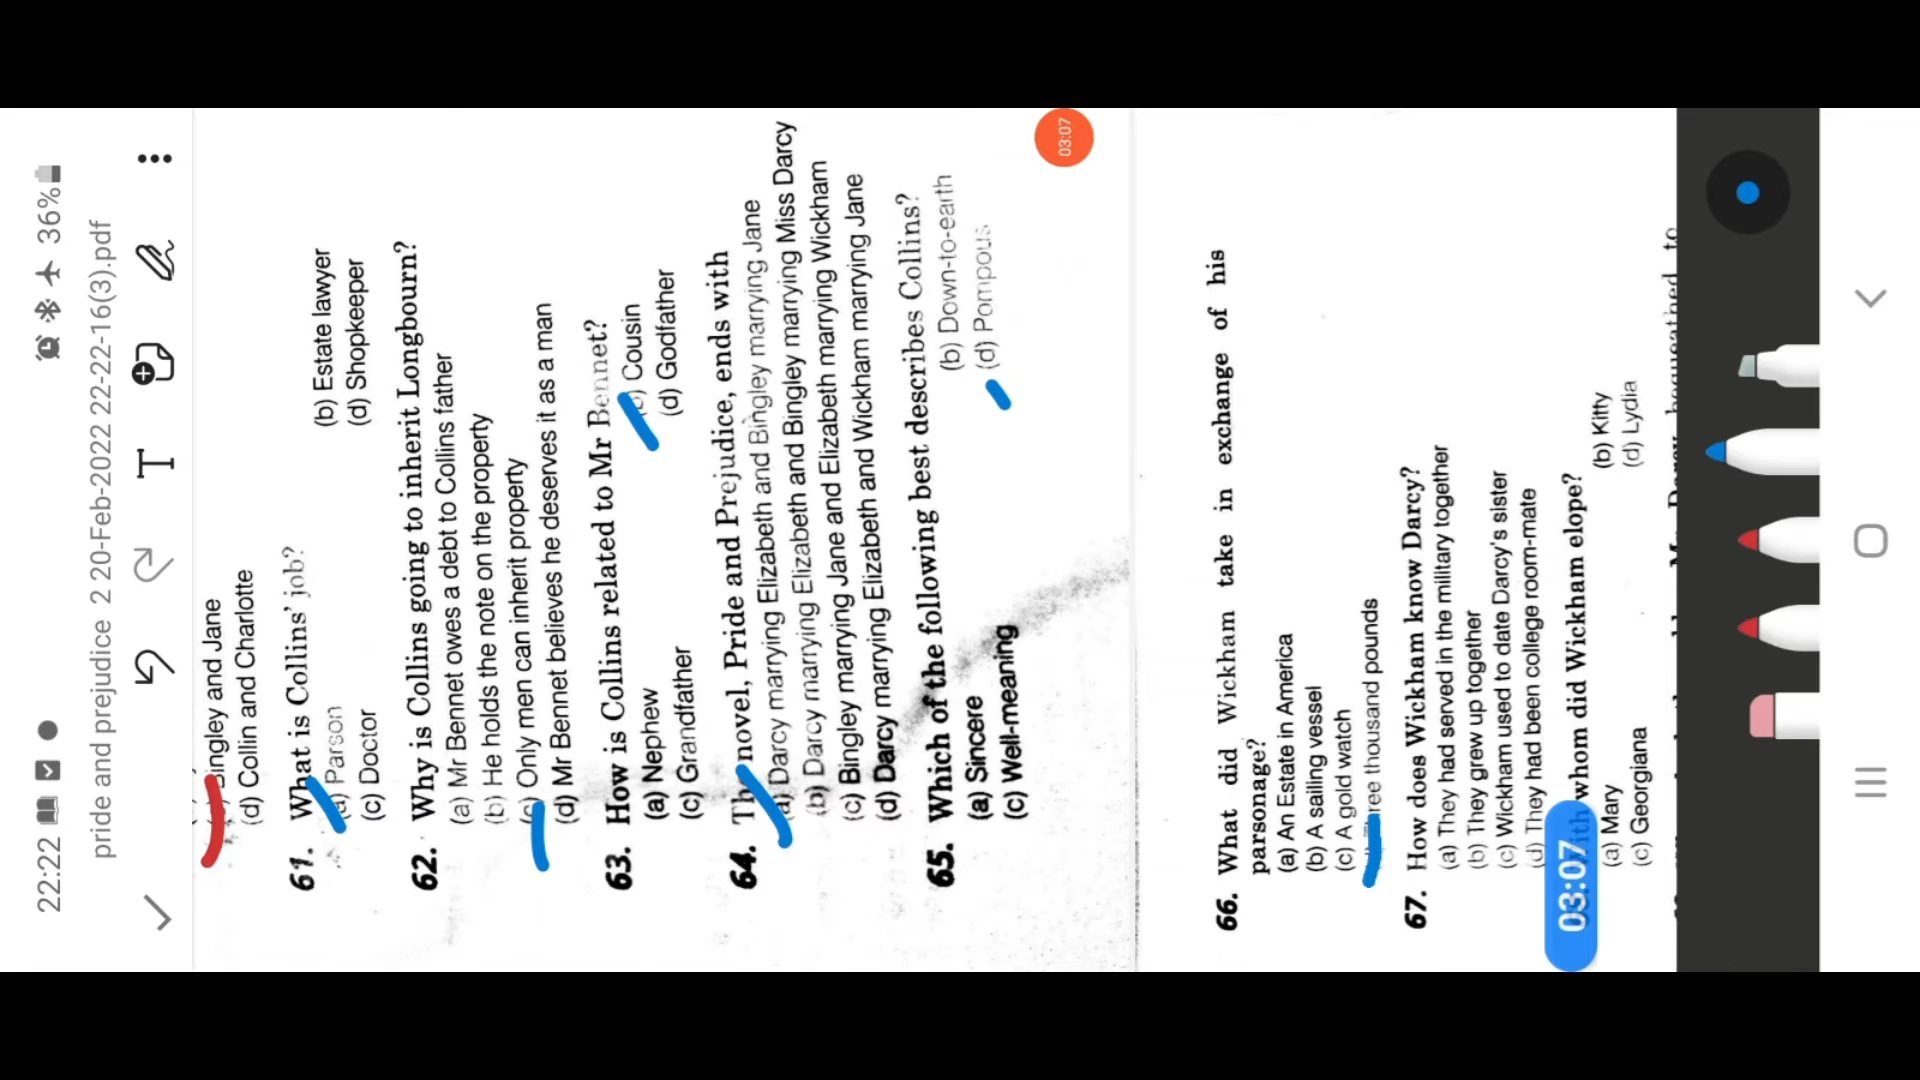 22:22
36%
pride and prejudice 2 20-Feb-2022 22-22-16(3).pdf
T
Bingley and Jane
(d) Collin and Charlotte
61. What is Collins' job?
(a) Parson (b) Estate lawyer
(c) Doctor (d) Shopkeeper
62. Why is Collins going to inherit Longbourn?
(a) Mr Bennet owes a debt to Collins father
(b) He holds the note on the property
(c) Only men can inherit property
(d) Mr Bennet believes he deserves it as a man
63. How is Collins related to Mr Bennet?
(a) Nephew (b) Cousin
(c) Grandfather (d) Godfather
64. The novel, Pride and Prejudice, ends with
(a) Darcy marrying Elizabeth and Bingley marrying Jane
(b) Darcy marrying Elizabeth and Bingley marrying Miss Darcy
(c) Bingley marrying Jane and Elizabeth marrying Wickham
(d) Darcy marrying Elizabeth and Wickham marrying Jane
65. Which of the following best describes Collins?
(a) Sincere (b) Down-to-earth
(c) Well-meaning (d) Pompous
03:07
66. What did Wickham take in exchange of his
parsonage?
(a) An Estate in America
(b) A sailing vessel
(c) A gold watch
Three thousand pounds
67. How does Wickham know Darcy?
(a) They had served in the military together
(b) They grew up together
(c) Wickham used to date Darcy's sister
(d) They had been college room-mate
03:07
With whom did Wickham elope?
(a) Mary (b) Kitty
(c) Georgiana (d) Lydia
Mr Darcy bequeathed to